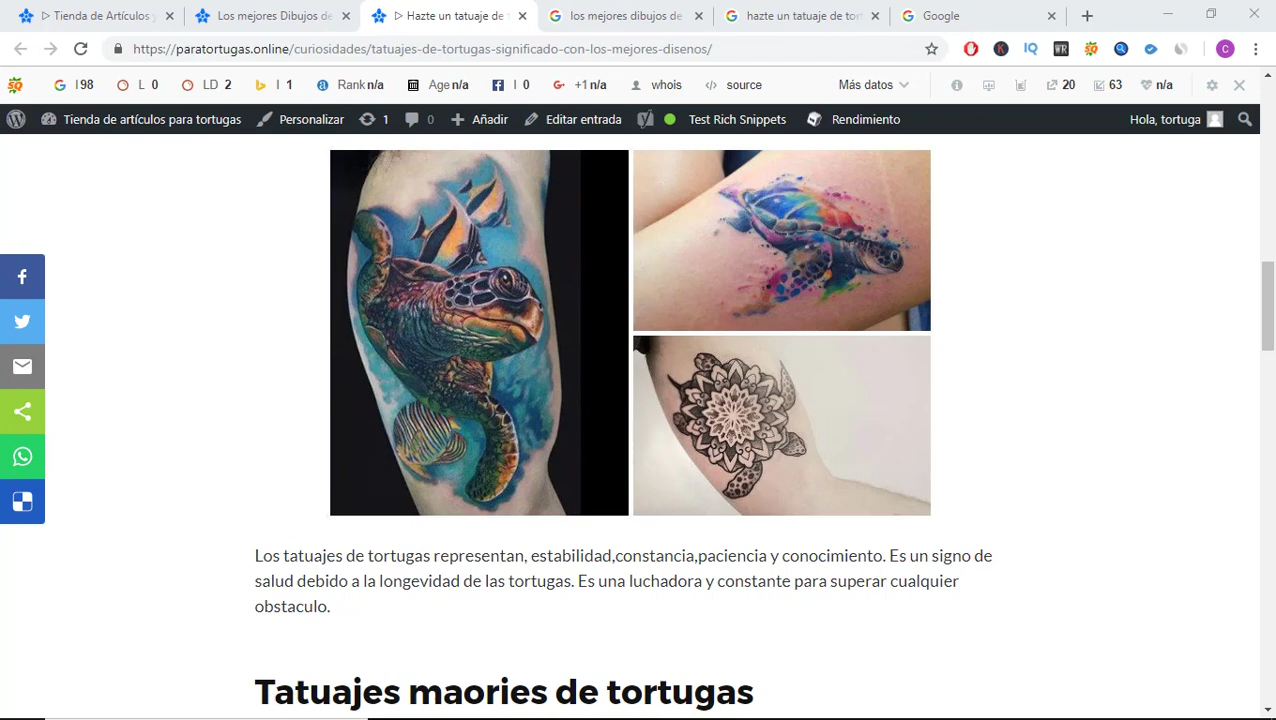 Tienda de Artículos
Los mejores Dibujos de
Hazte un tatuaje de
los mejores dibujos de
hazte un tatuaje de tor
Google
https://paratortugas.online/curiosidades/tatuajes-de-tortugas-significado-con-los-mejores-disenos/
I 98
L 0
LD 2
I 1
Rank n/a
Age n/a
I 0
+1 n/a
whois
source
Más datos
20
63
n/a
Tienda de artículos para tortugas
Personalizar
1
0
Añadir
Editar entrada
Test Rich Snippets
Rendimiento
Hola, tortuga
Los tatuajes de tortugas representan, estabilidad,constancia,paciencia y conocimiento. Es un signo de
salud debido a la longevidad de las tortugas. Es una luchadora y constante para superar cualquier
obstaculo.
Tatuajes maories de tortugas